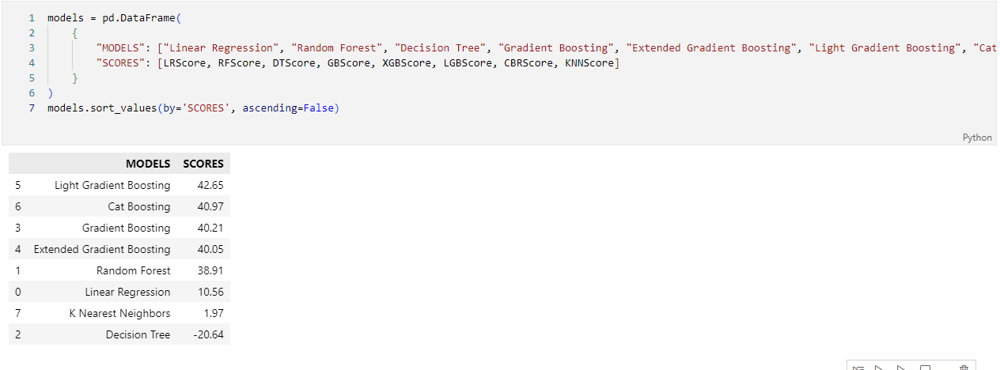 1 models = pd.DataFrame(
2 {
3 "MODELS": ["Linear Regression", "Random Forest", "Decision Tree", "Gradient Boosting", "Extended Gradient Boosting", "Light Gradient Boosting", "Cat
4 "SCORES": [LRScore, RFScore, DTScore, GBScore, XGBScore, LGBScore, CBRScore, KNNScore]
5 }
6 )
7 models.sort_values(by='SCORES', ascending=False)
Python
MODELS SCORES
5 Light Gradient Boosting 42.65
6 Cat Boosting 40.97
3 Gradient Boosting 40.21
4 Extended Gradient Boosting 40.05
1 Random Forest 38.91
0 Linear Regression 10.56
7 K Nearest Neighbors 1.97
2 Decision Tree -20.64